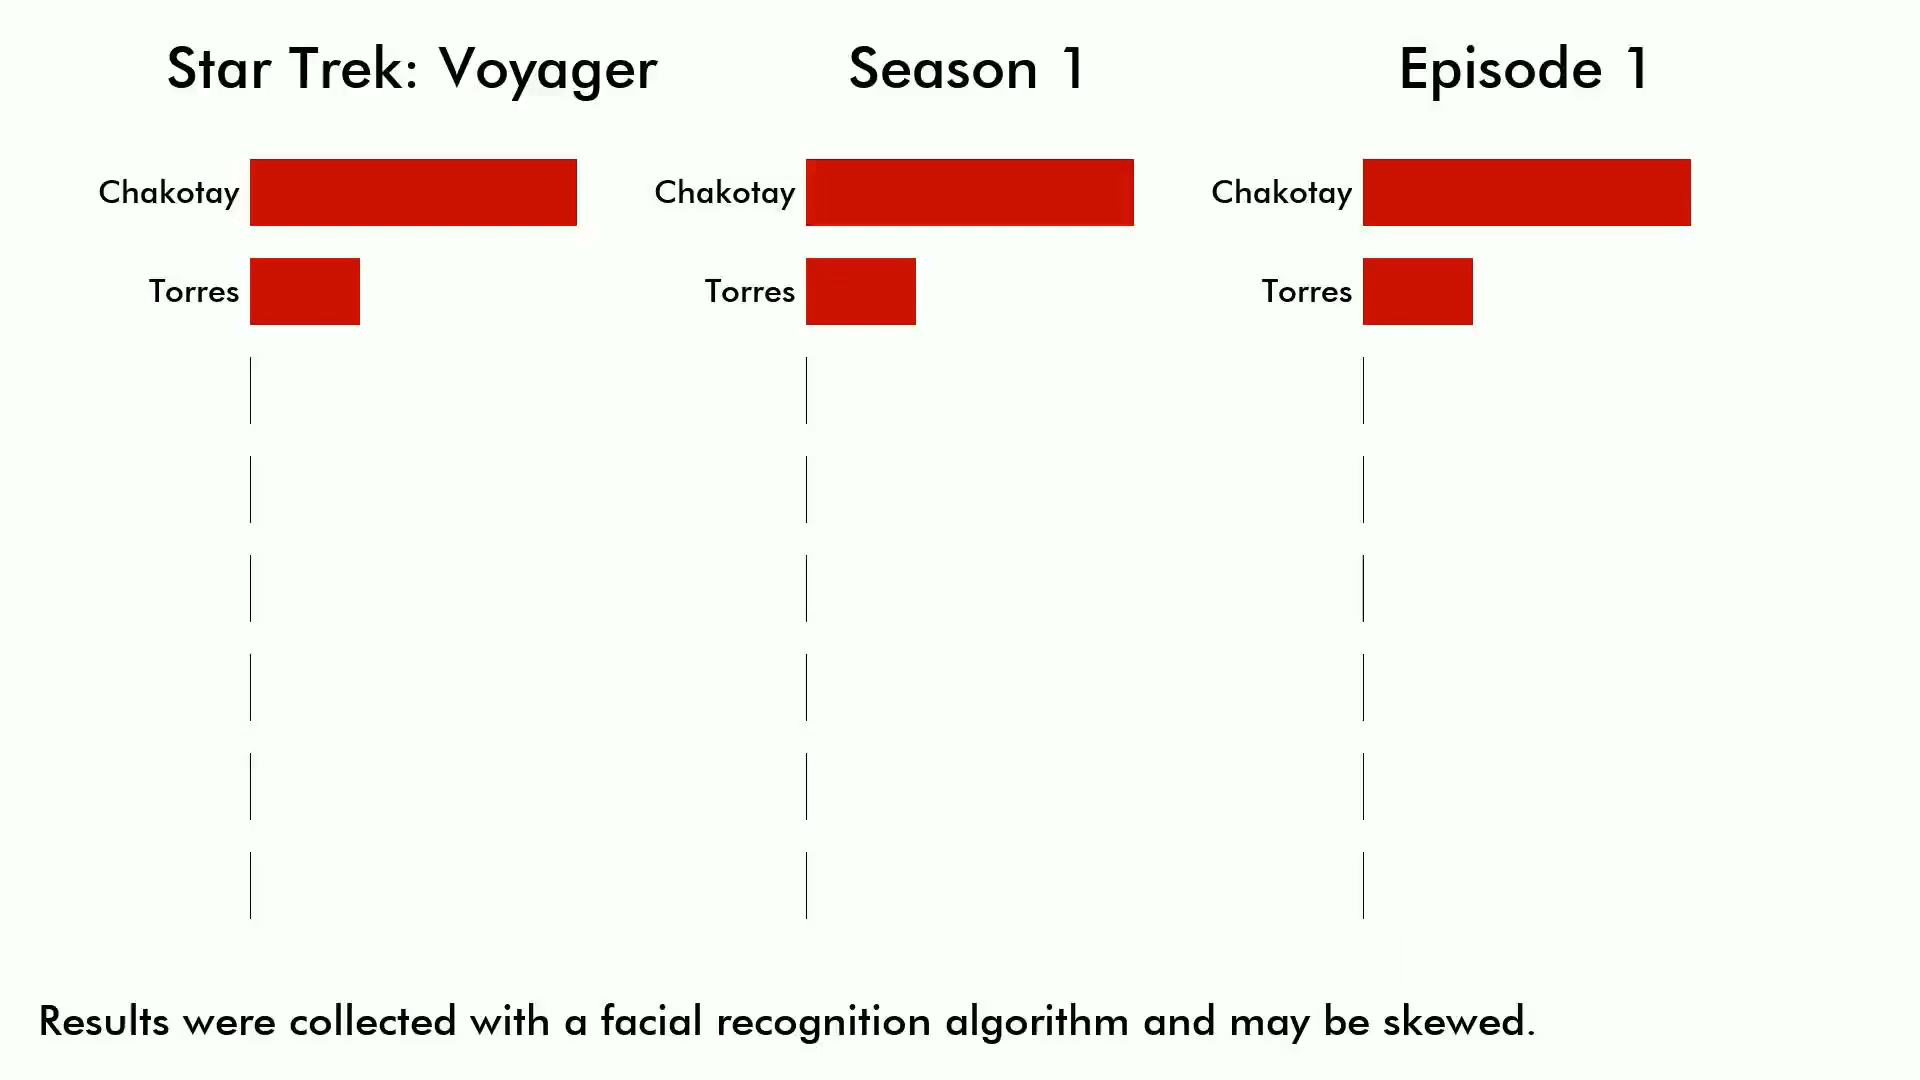 Star Trek: Voyager
Season 1
Episode 1
Chakotay
Chakotay
Chakotay
Torres
Torres
Torres
Results were collected with a facial recognition algorithm and may be skewed.